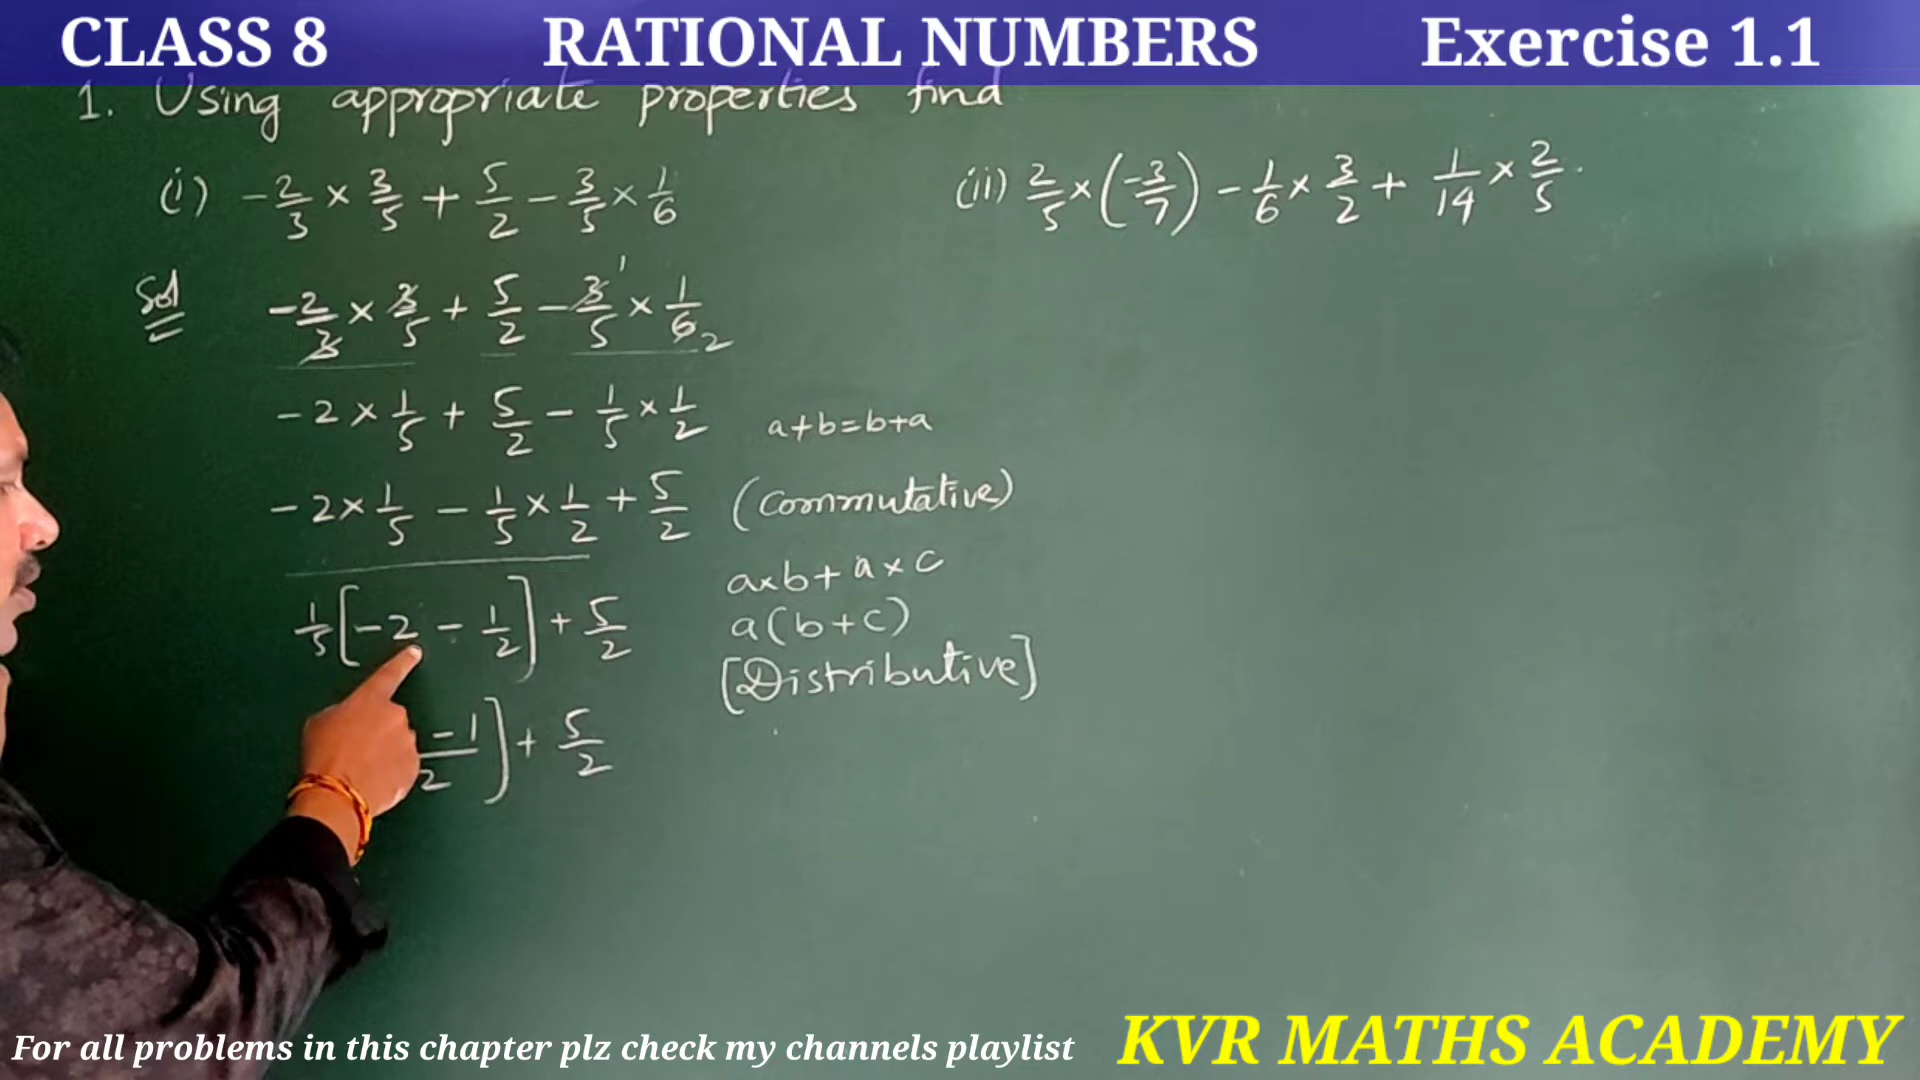 CLASS 8 RATIONAL NUMBERS Exercise 1.1
1. Using appropriate properties find
(i) -2/3 × 3/5 + 5/2 - 3/5 × 1/6
(ii) 2/5 × (-3/7) - 1/6 × 3/2 + 1/14 × 2/5.
Sol -2/3 × 3/5 + 5/2 - 3/5 × 1/6 1 2
-2 × 1/5 + 5/2 - 1/5 × 1/2 a+b=b+a
-2 × 1/5 - 1/5 × 1/2 + 5/2 (Commutative)
a×b + a×c
1/5[-2 - 1/2] + 5/2 a(b+c)
[Distributive]
-1/2] + 5/2
For all problems in this chapter plz check my channels playlist
KVR MATHS ACADEMY